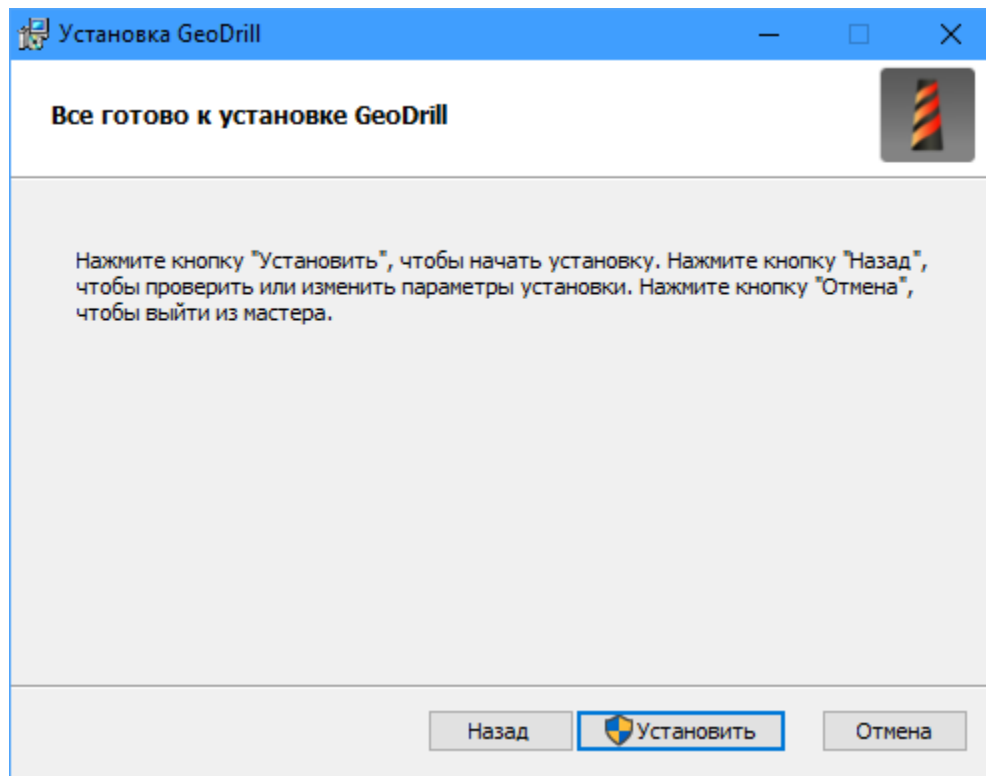 Установка GeoDrill
Все готово к установке GeoDrill
Нажмите кнопку "Установить", чтобы начать установку. Нажмите кнопку "Назад",
чтобы проверить или изменить параметры установки. Нажмите кнопку "Отмена",
чтобы выйти из мастера.
Назад
Установить
Отмена